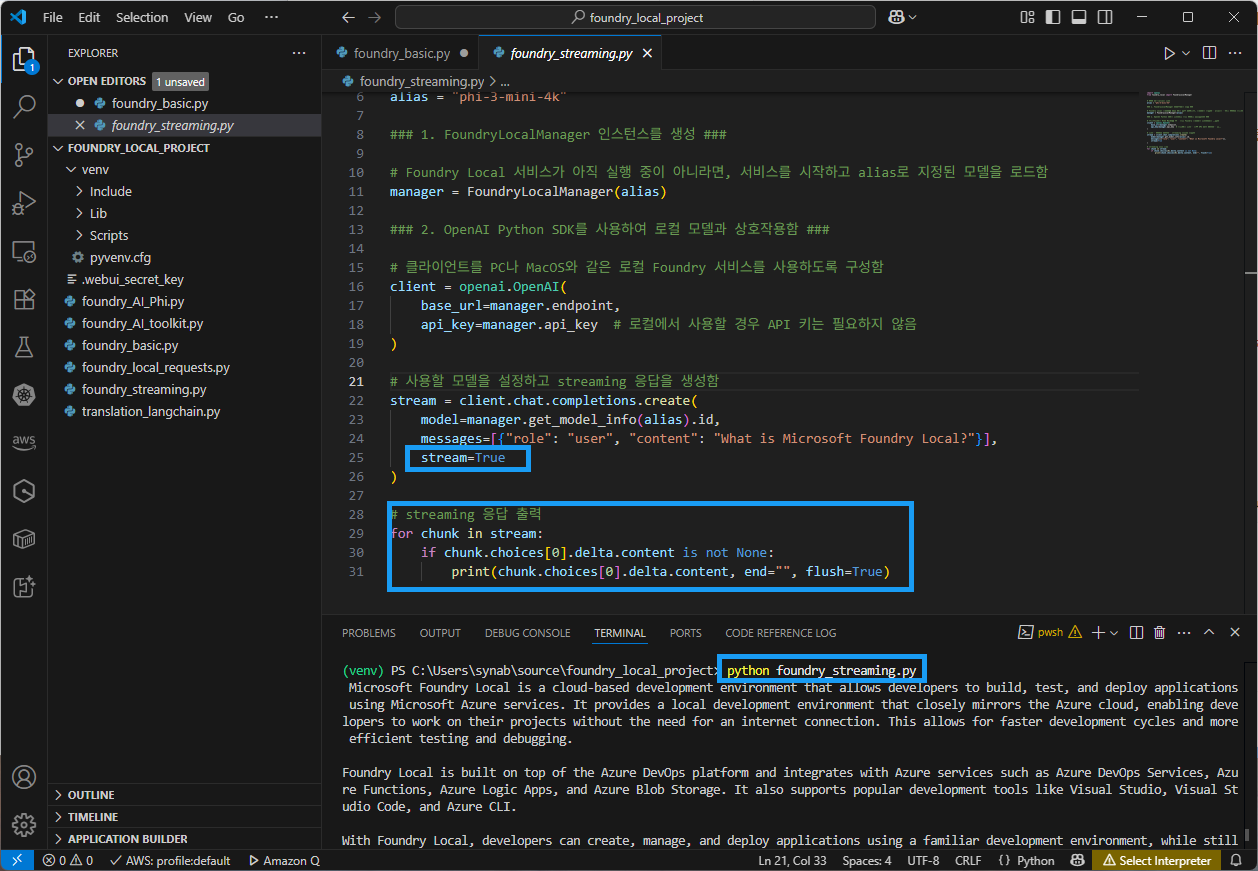 File Edit Selection View Go ···
foundry_local_project
EXPLORER ···
OPEN EDITORS 1 unsaved
foundry_basic.py
foundry_streaming.py
FOUNDRY_LOCAL_PROJECT
venv
Include
Lib
Scripts
pyvenv.cfg
.webui_secret_key
foundry_AI_Phi.py
foundry_AI_toolkit.py
foundry_basic.py
foundry_local_requests.py
foundry_streaming.py
translation_langchain.py
OUTLINE
TIMELINE
APPLICATION BUILDER
1
aws
foundry_basic.py foundry_streaming.py
foundry_streaming.py > ...
6 alias = "phi-3-mini-4k"
7
8 ### 1. FoundryLocalManager 인스턴스를 생성 ###
9
10 # Foundry Local 서비스가 아직 실행 중이 아니라면, 서비스를 시작하고 alias로 지정된 모델을 로드함
11 manager = FoundryLocalManager(alias)
12
13 ### 2. OpenAI Python SDK를 사용하여 로컬 모델과 상호작용함 ###
14
15 # 클라이언트를 PC나 MacOS와 같은 로컬 Foundry 서비스를 사용하도록 구성함
16 client = openai.OpenAI(
17 base_url=manager.endpoint,
18 api_key=manager.api_key # 로컬에서 사용할 경우 API 키는 필요하지 않음
19 )
20
21 # 사용할 모델을 설정하고 streaming 응답을 생성함
22 stream = client.chat.completions.create(
23 model=manager.get_model_info(alias).id,
24 messages=[{"role": "user", "content": "What is Microsoft Foundry Local?"}],
25 stream=True
26 )
27
28 # streaming 응답 출력
29 for chunk in stream:
30 if chunk.choices[0].delta.content is not None:
31 print(chunk.choices[0].delta.content, end="", flush=True)
PROBLEMS OUTPUT DEBUG CONSOLE TERMINAL PORTS CODE REFERENCE LOG pwsh
(venv) PS C:\Users\synab\source\foundry_local_project> python foundry_streaming.py
Microsoft Foundry Local is a cloud-based development environment that allows developers to build, test, and deploy applications
using Microsoft Azure services. It provides a local development environment that closely mirrors the Azure cloud, enabling deve
lopers to work on their projects without the need for an internet connection. This allows for faster development cycles and more
efficient testing and debugging.
Foundry Local is built on top of the Azure DevOps platform and integrates with Azure services such as Azure DevOps Services, Azu
re Functions, Azure Logic Apps, and Azure Blob Storage. It also supports popular development tools like Visual Studio, Visual St
udio Code, and Azure CLI.
With Foundry Local, developers can create, manage, and deploy applications using a familiar development environment, while still
0 0 AWS: profile:default Amazon Q Ln 21, Col 33 Spaces: 4 UTF-8 CRLF {} Python Select Interpreter